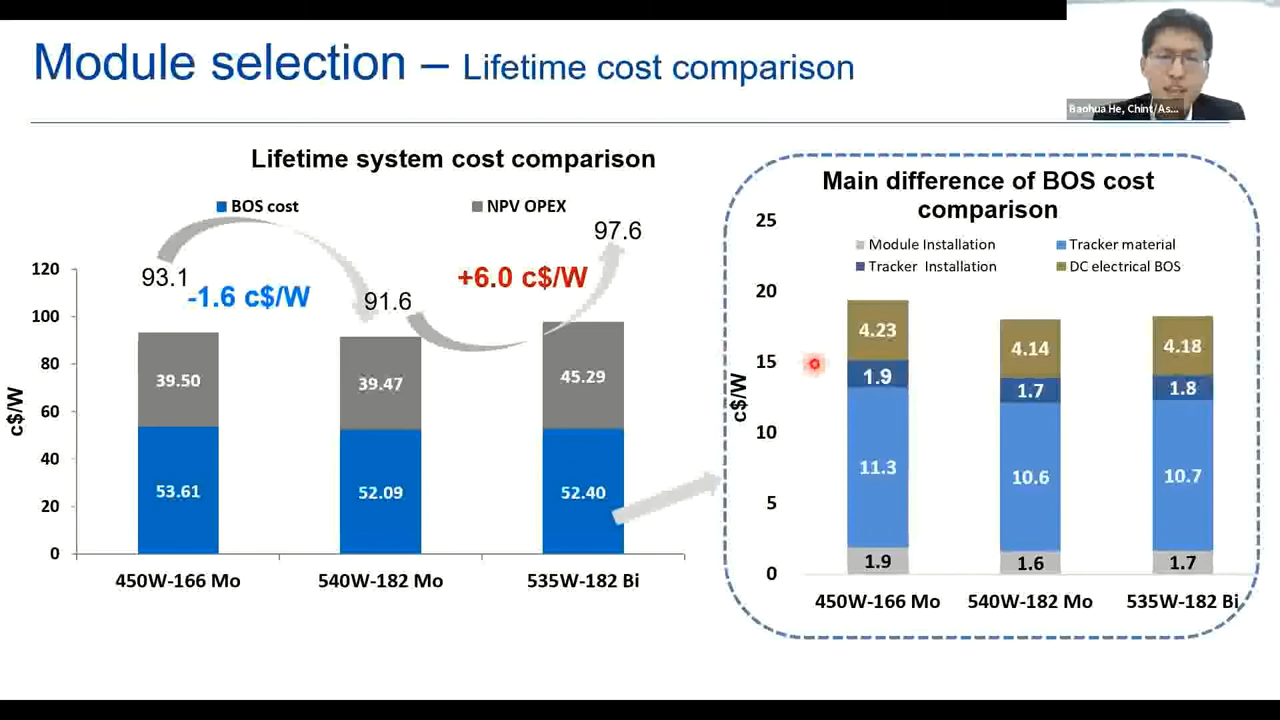 Module selection – Lifetime cost comparison
Baohua He, Chint/As...
Lifetime system cost comparison
BOS cost
NPV OPEX
97.6
93.1
-1.6 c$/W
91.6
+6.0 c$/W
c$/W
120
100
80
60
40
20
0
39.50
39.47
45.29
53.61
52.09
52.40
450W-166 Mo
540W-182 Mo
535W-182 Bi
Main difference of BOS cost
comparison
Module Installation
Tracker material
Tracker Installation
DC electrical BOS
c$/W
25
20
15
10
5
0
4.23
4.14
4.18
1.9
1.7
1.8
11.3
10.6
10.7
1.9
1.6
1.7
450W-166 Mo
540W-182 Mo
535W-182 Bi